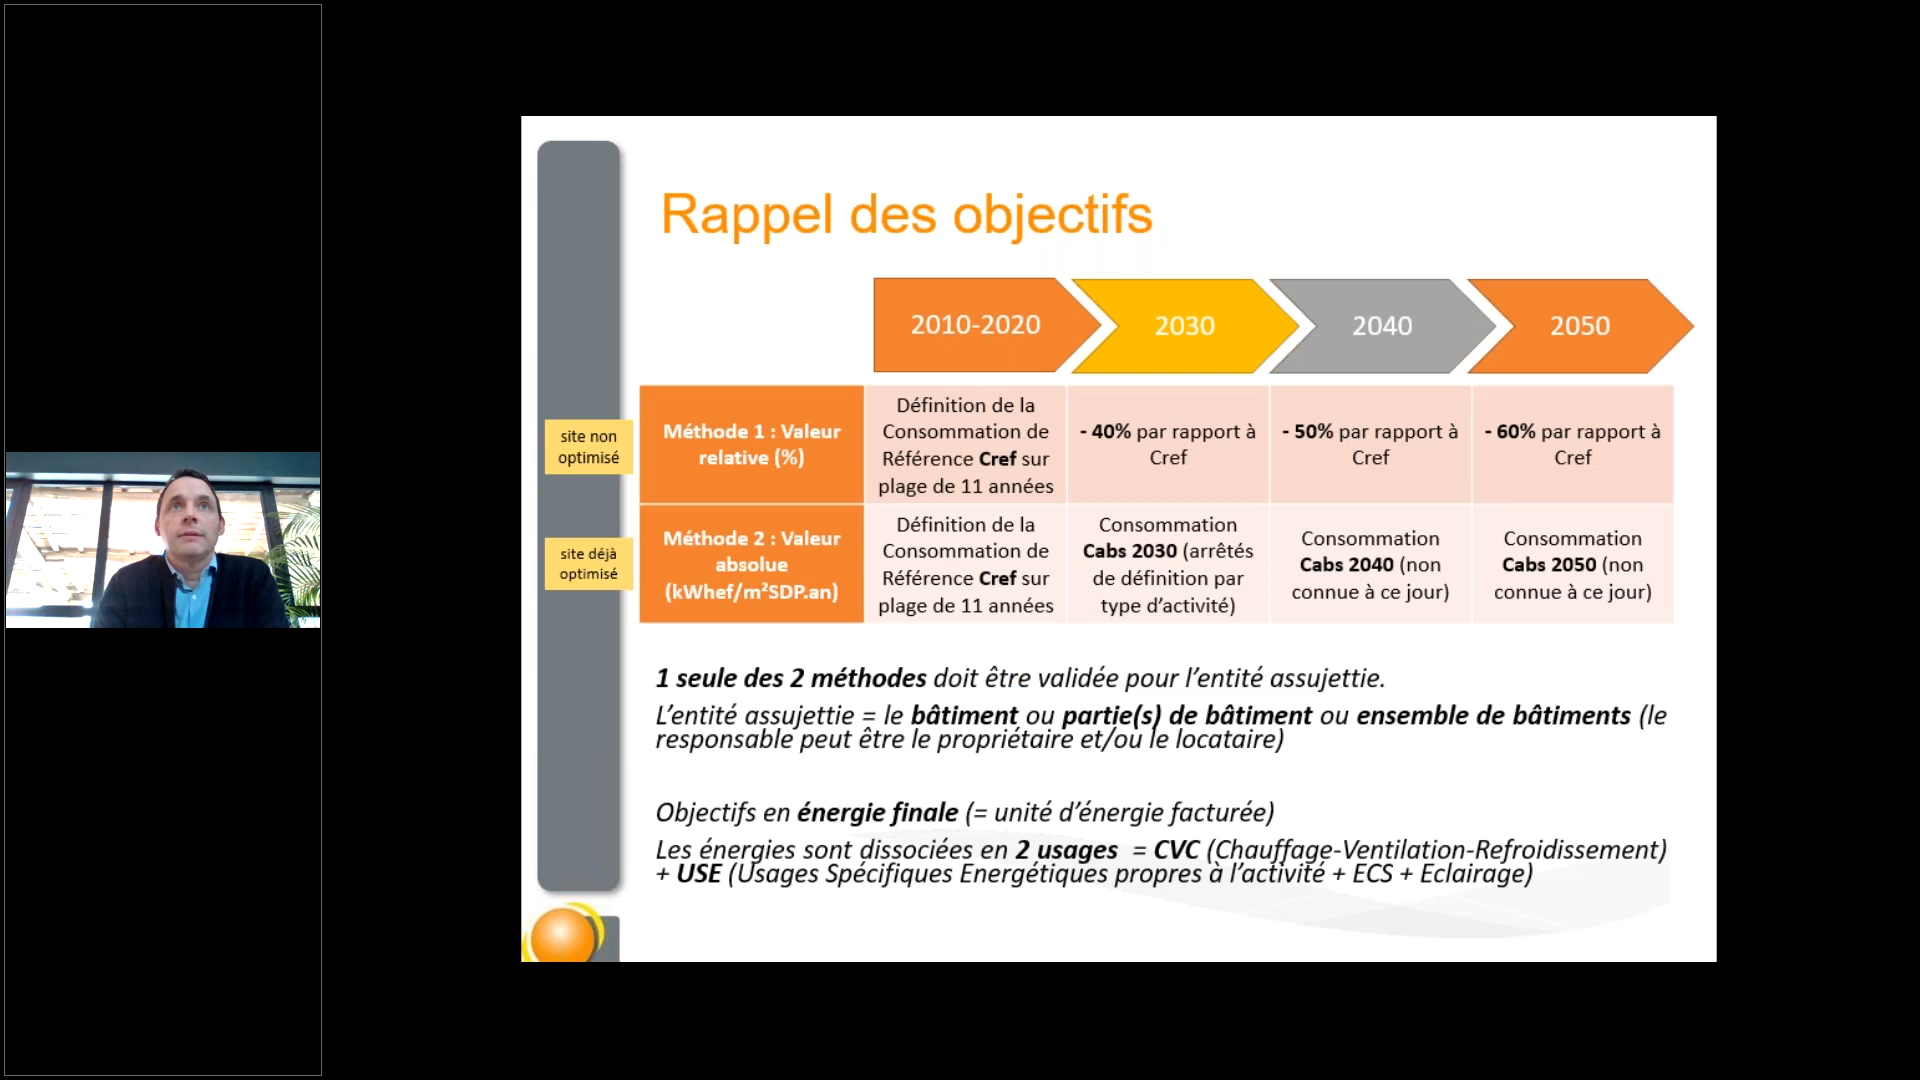 Rappel des objectifs
2010-2020
2030
2040
2050
site non
optimisé
Méthode 1 : Valeur
relative (%)
Définition de la
Consommation de
Référence Cref sur
plage de 11 années
- 40% par rapport à
Cref
- 50% par rapport à
Cref
- 60% par rapport à
Cref
site déjà
optimisé
Méthode 2 : Valeur
absolue
(kWhef/m²SDP.an)
Définition de la
Consommation de
Référence Cref sur
plage de 11 années
Consommation
Cabs 2030 (arrêtés
de définition par
type d’activité)
Consommation
Cabs 2040 (non
connue à ce jour)
Consommation
Cabs 2050 (non
connue à ce jour)
1 seule des 2 méthodes doit être validée pour l’entité assujettie.
L’entité assujettie = le bâtiment ou partie(s) de bâtiment ou ensemble de bâtiments (le
responsable peut être le propriétaire et/ou le locataire)
Objectifs en énergie finale (= unité d’énergie facturée)
Les énergies sont dissociées en 2 usages = CVC (Chauffage-Ventilation-Refroidissement)
+ USE (Usages Spécifiques Energétiques propres à l’activité + ECS + Eclairage)